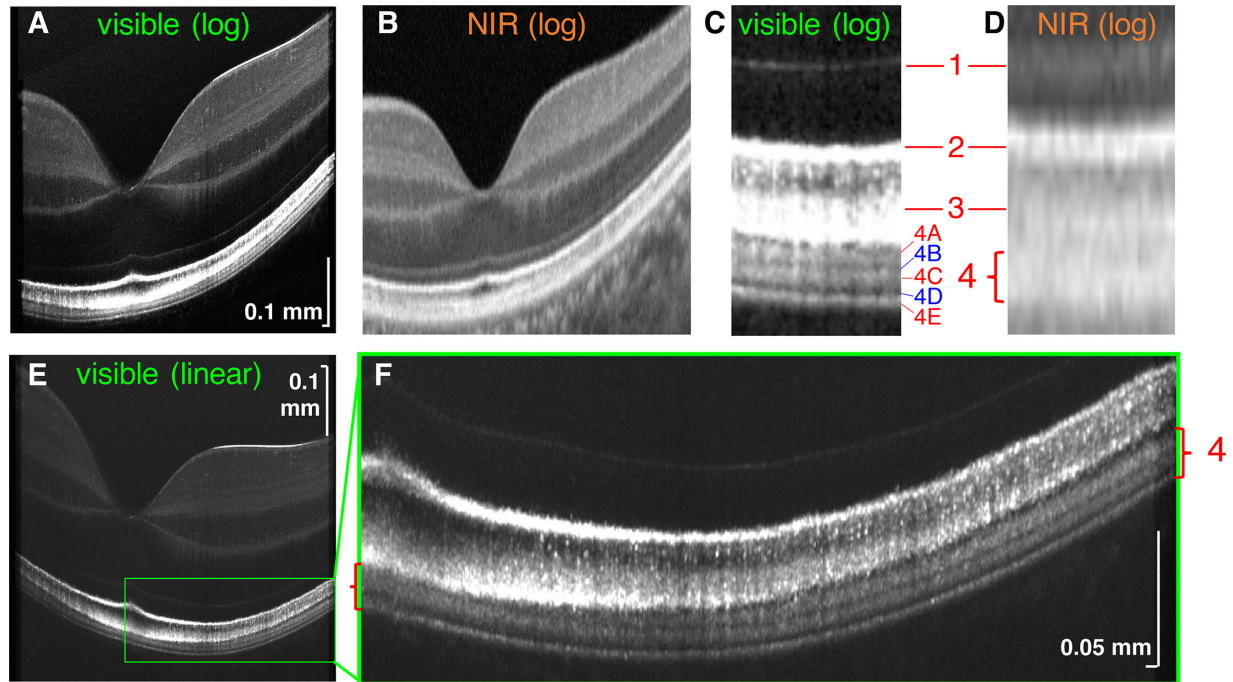 A visible (log)
B NIR (log)
C visible (log)
D NIR (log)
1
2
3
4A
4B
4C
4D
4E
4
0.1 mm
E visible (linear)
0.1
mm
F
4
0.05 mm